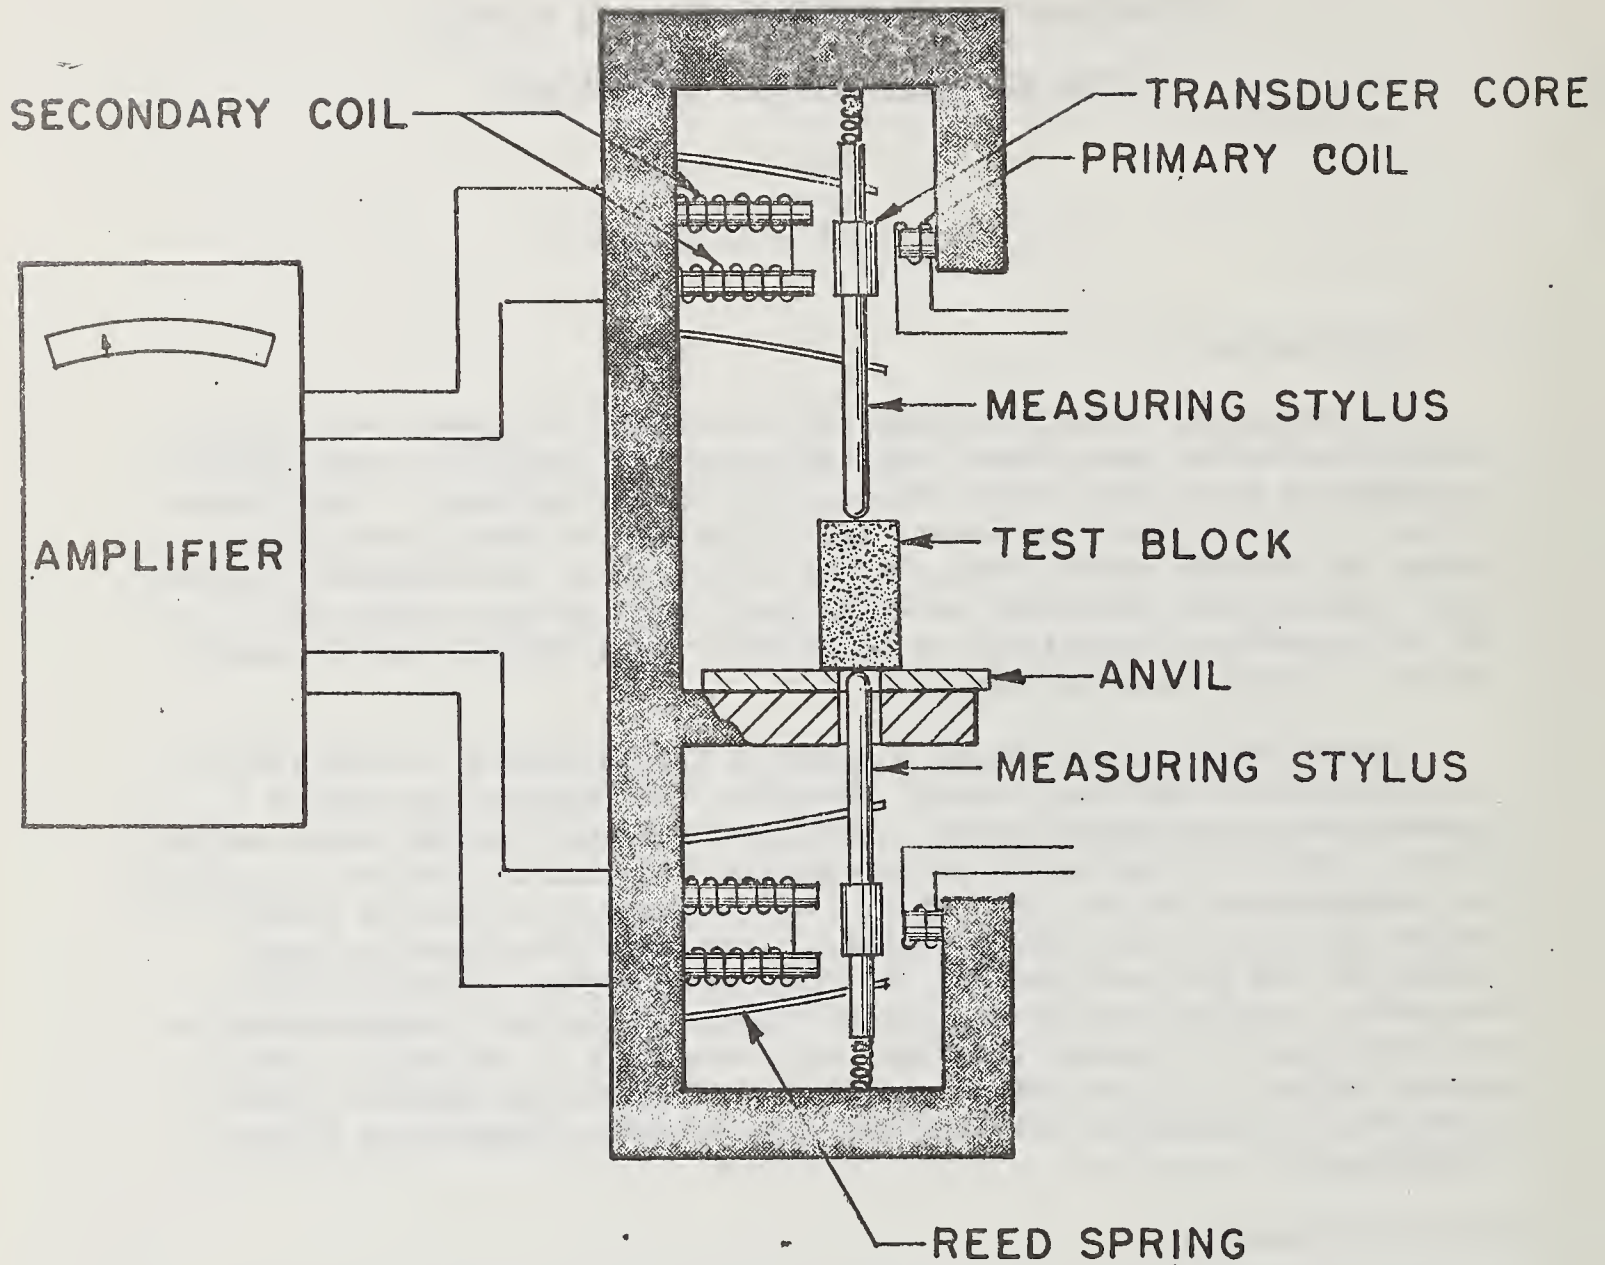 SECONDARY COIL
TRANSDUCER CORE
PRIMARY COIL
MEASURING STYLUS
AMPLIFIER
TEST BLOCK
ANVIL
MEASURING STYLUS
REED SPRING